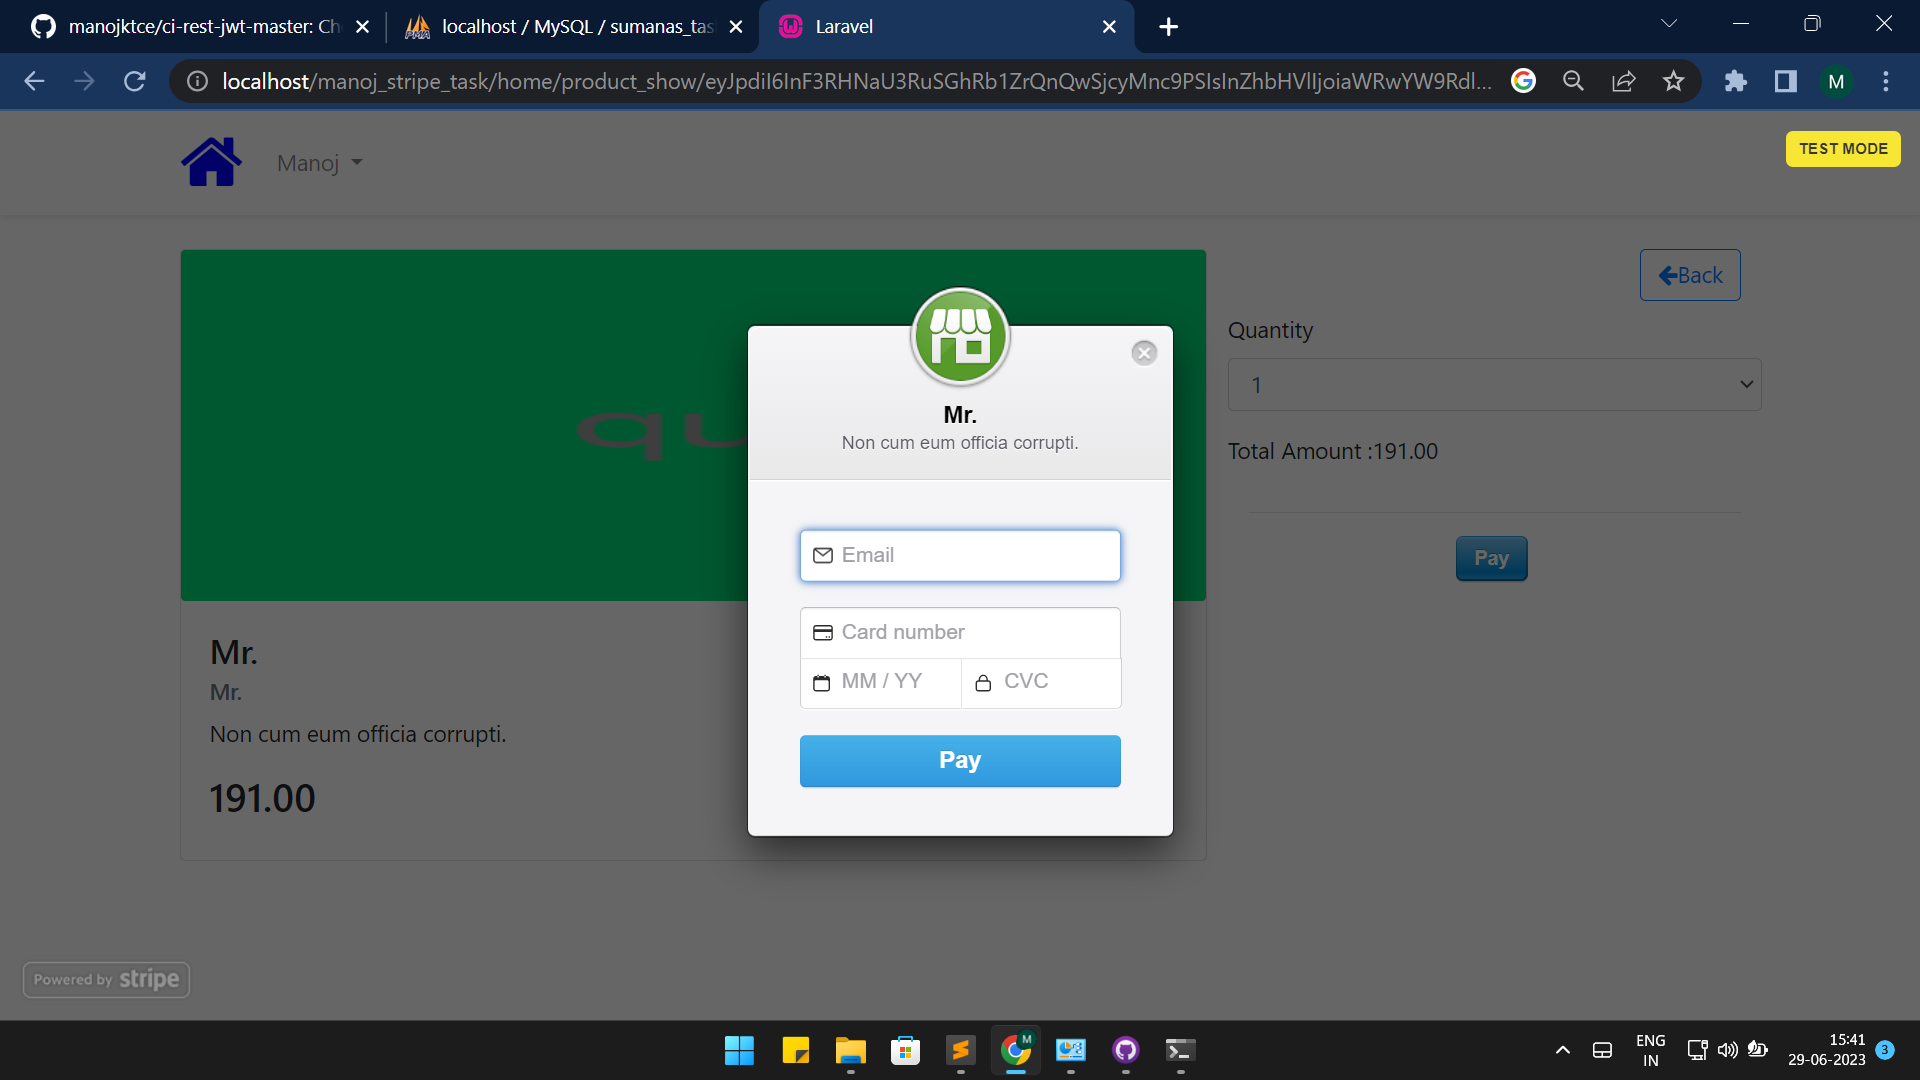 manojktce/ci-rest-jwt-master: Ch
localhost / MySQL / sumanas_tas
Laravel
localhost/manoj_stripe_task/home/product_show/
Manoj
TEST MODE
qu
Back
Quantity
1
Total Amount :191.00
Pay
Mr.
Non cum eum officia corrupti.
Email
Card number
MM / YY
CVC
Pay
Mr.
Mr.
Non cum eum officia corrupti.
191.00
Powered by stripe
M
M
ENG
IN
15:41
29-06-2023
3